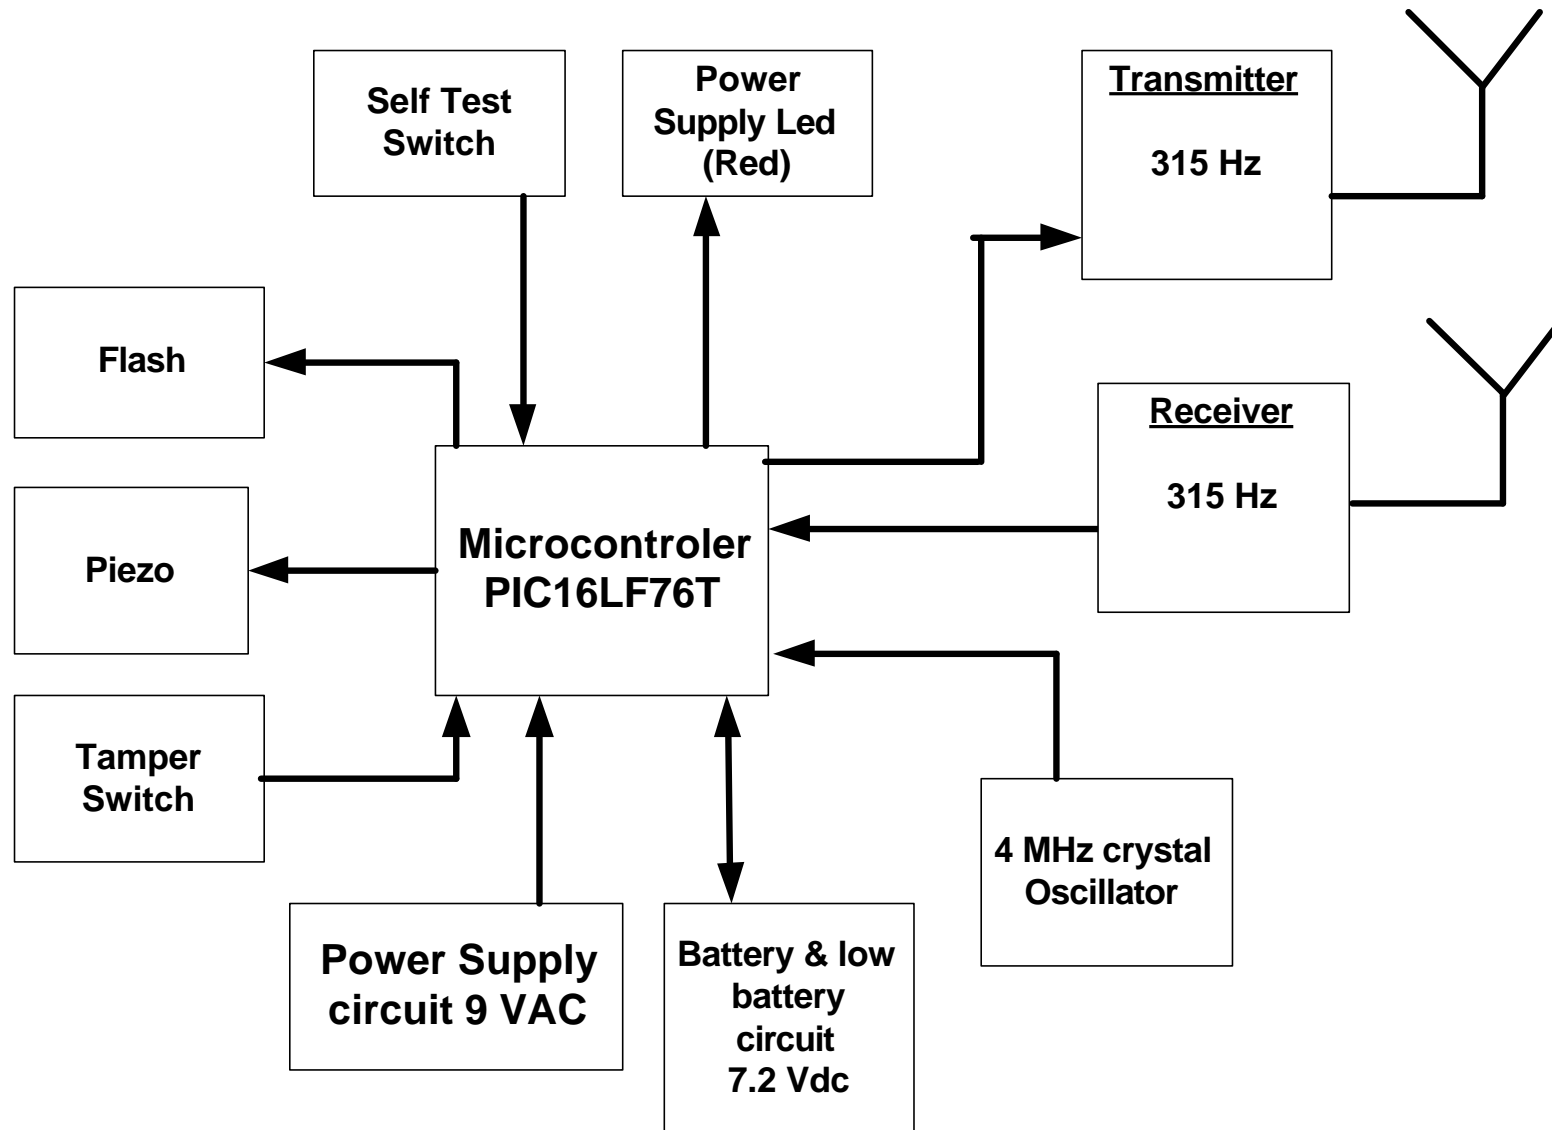 Self Test
Switch
Power
Supply Led
(Red)
Transmitter
315 Hz
Flash
Receiver
315 Hz
Piezo
Microcontroler
PIC16LF76T
Tamper
Switch
4 MHz crystal
Oscillator
Power Supply
circuit 9 VAC
Battery & low
battery
circuit
7.2 Vdc